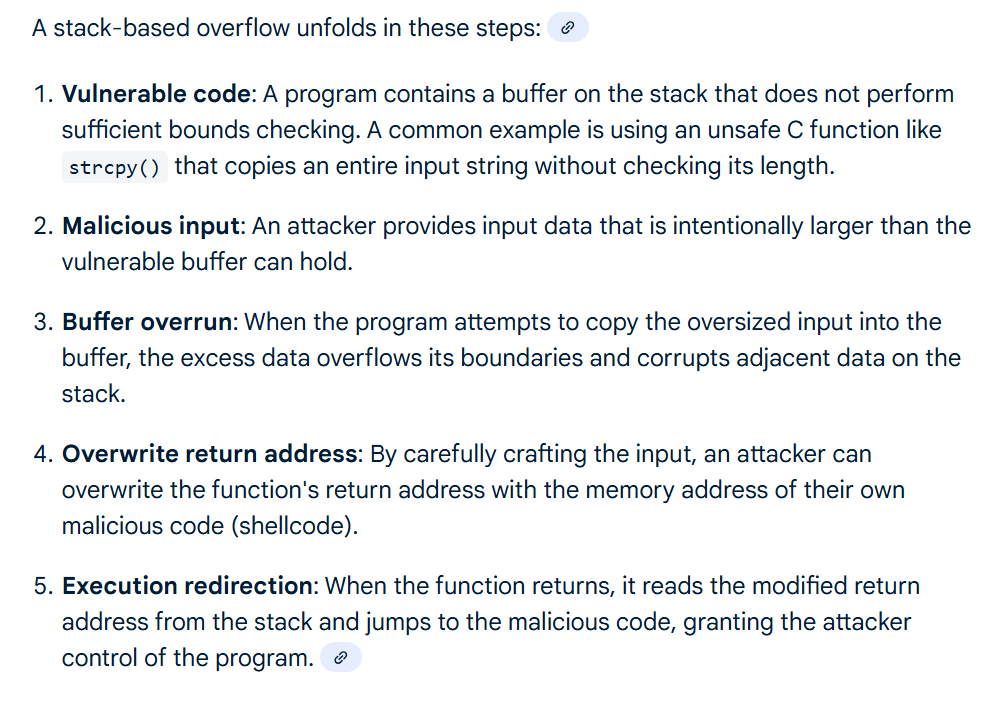 A stack-based overflow unfolds in these steps:
1. Vulnerable code: A program contains a buffer on the stack that does not perform
sufficient bounds checking. A common example is using an unsafe C function like
strcpy() that copies an entire input string without checking its length.
2. Malicious input: An attacker provides input data that is intentionally larger than the
vulnerable buffer can hold.
3. Buffer overrun: When the program attempts to copy the oversized input into the
buffer, the excess data overflows its boundaries and corrupts adjacent data on the
stack.
4. Overwrite return address: By carefully crafting the input, an attacker can
overwrite the function's return address with the memory address of their own
malicious code (shellcode).
5. Execution redirection: When the function returns, it reads the modified return
address from the stack and jumps to the malicious code, granting the attacker
control of the program.